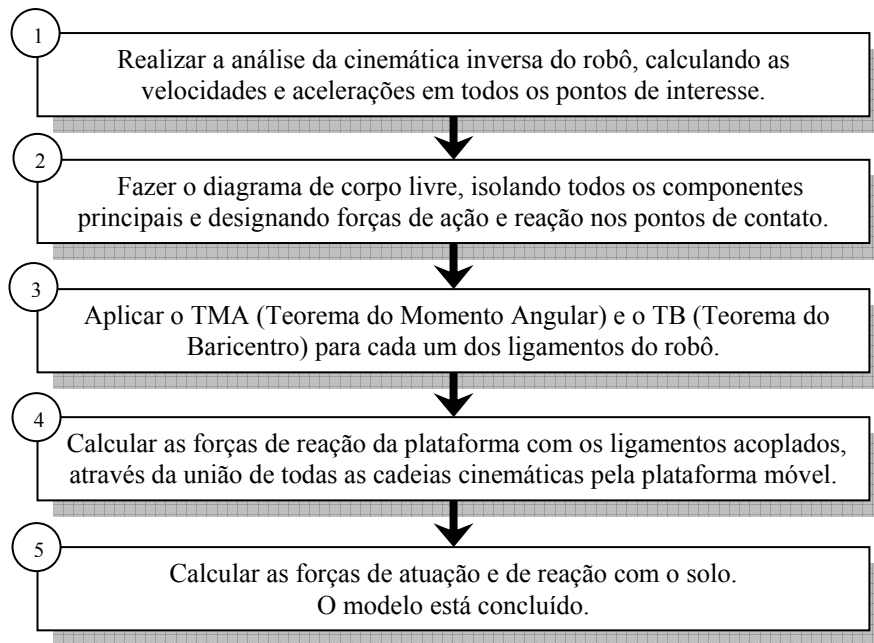 1
Realizar a análise da cinemática inversa do robô, calculando as
velocidades e acelerações em todos os pontos de interesse.
2
Fazer o diagrama de corpo livre, isolando todos os componentes
principais e designando forças de ação e reação nos pontos de contato.
3
Aplicar o TMA (Teorema do Momento Angular) e o TB (Teorema do
Baricentro) para cada um dos ligamentos do robô.
4
Calcular as forças de reação da plataforma com os ligamentos acoplados,
através da união de todas as cadeias cinemáticas pela plataforma móvel.
5
Calcular as forças de atuação e de reação com o solo.
O modelo está concluído.